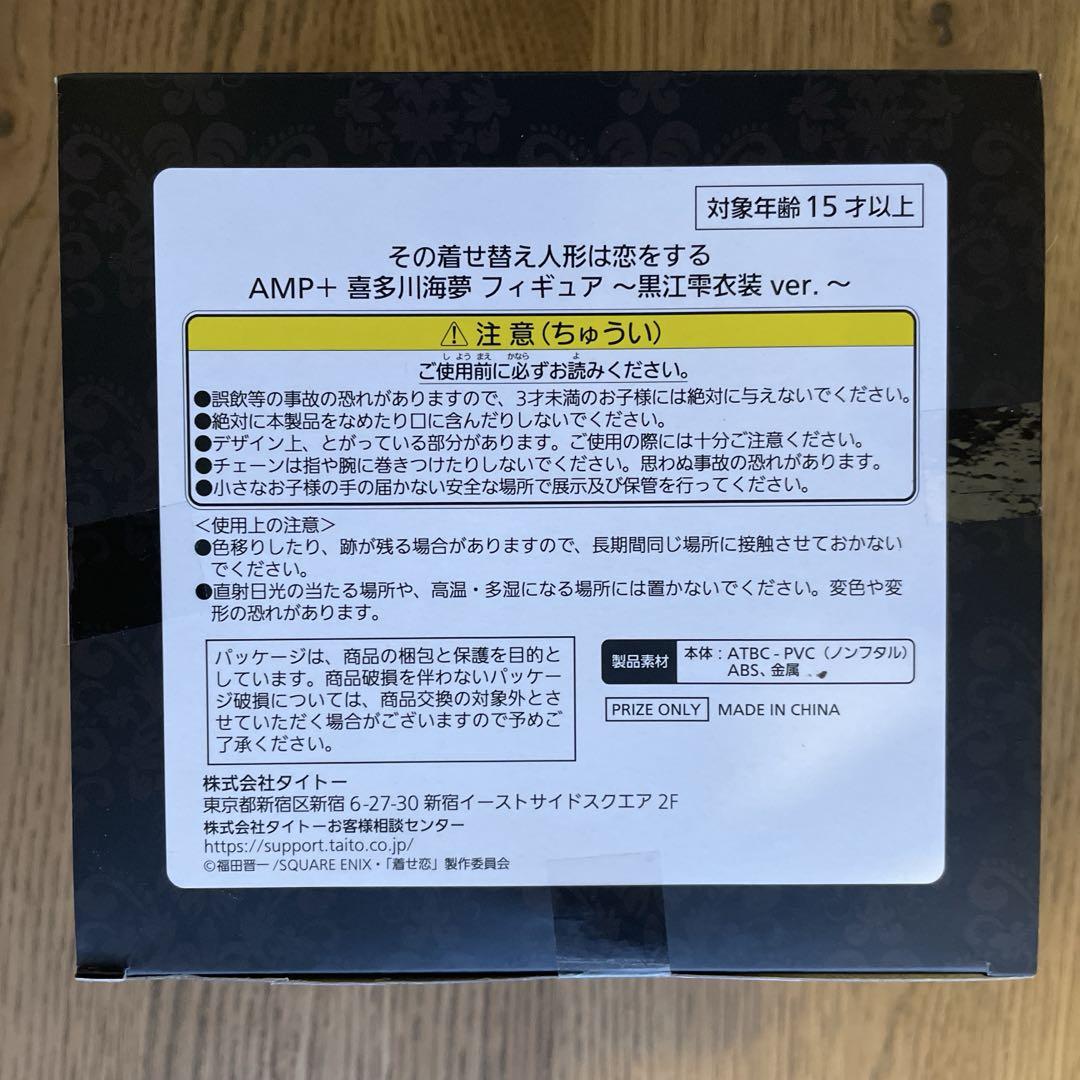 対象年齢15才以上
その着せ替え人形は恋をする
AMP+ 喜多川海夢 フィギュア ～黒江雫衣装 ver. ～
⚠ 注 意(ちゅうい)
しようまえ かなら よ
ご使用前に必ずお読みください。
●誤飲等の事故の恐れがありますので、3才未満のお子様には絶対に与えないでください。
●絶対に本製品をなめたり口に含んだりしないでください。
●デザイン上、とがっている部分があります。ご使用の際には十分ご注意ください。
●チェーンは指や腕に巻きつけたりしないでください。思わぬ事故の恐れがあります。
●小さなお子様の手の届かない安全な場所で展示及び保管を行ってください。
＜使用上の注意＞
●色移りしたり、跡が残る場合がありますので、長期間同じ場所に接触させておかない
でください。
●直射日光の当たる場所や、高温・多湿になる場所には置かないでください。変色や変
形の恐れがあります。
パッケージは、商品の梱包と保護を目的と
しています。商品破損を伴わないパッケー
ジ破損については、商品交換の対象外とさ
せていただく場合がございますので予めご
了承ください。
製品素材
本体：ATBC-PVC（ノンフタル）
ABS、金属
PRIZE ONLY MADE IN CHINA
株式会社タイトー
東京都新宿区新宿 6-27-30 新宿イーストサイドスクエア 2F
株式会社タイトーお客様相談センター
https://support.taito.co.jp/
©福田晋一/SQUARE ENIX・「着せ恋」製作委員会